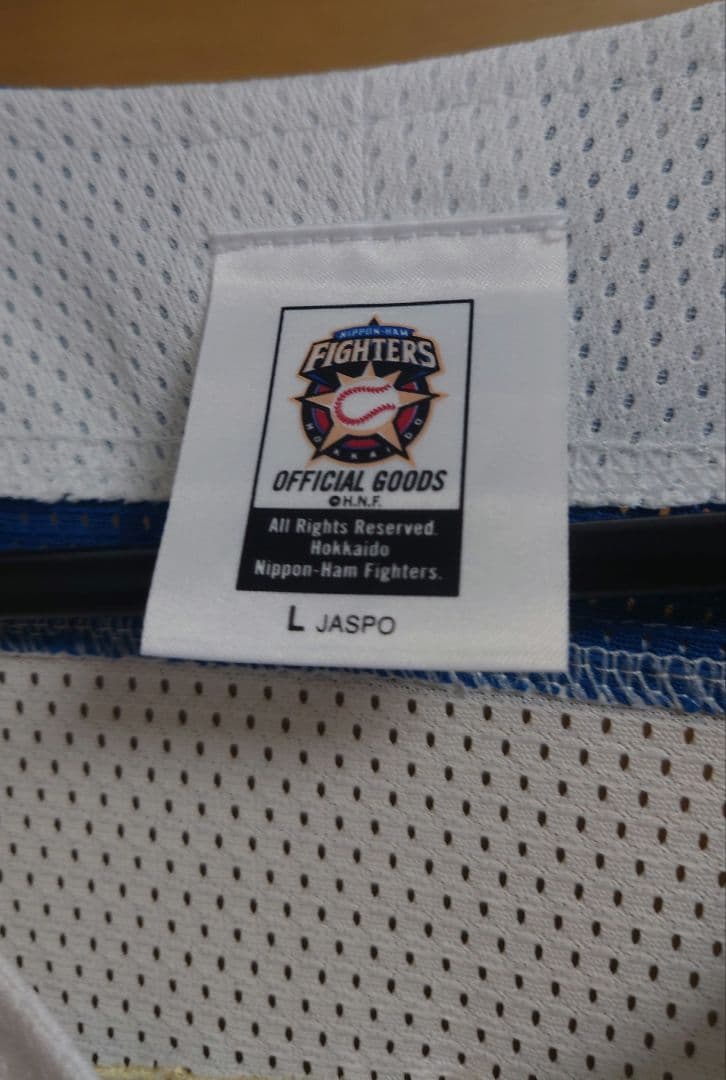 NIPPON-HAM
FIGHTERS
HOKKAIDO
OFFICIAL GOODS
©H.N.F.
All Rights Reserved.
Hokkaido
Nippon-Ham Fighters.
L JASPO